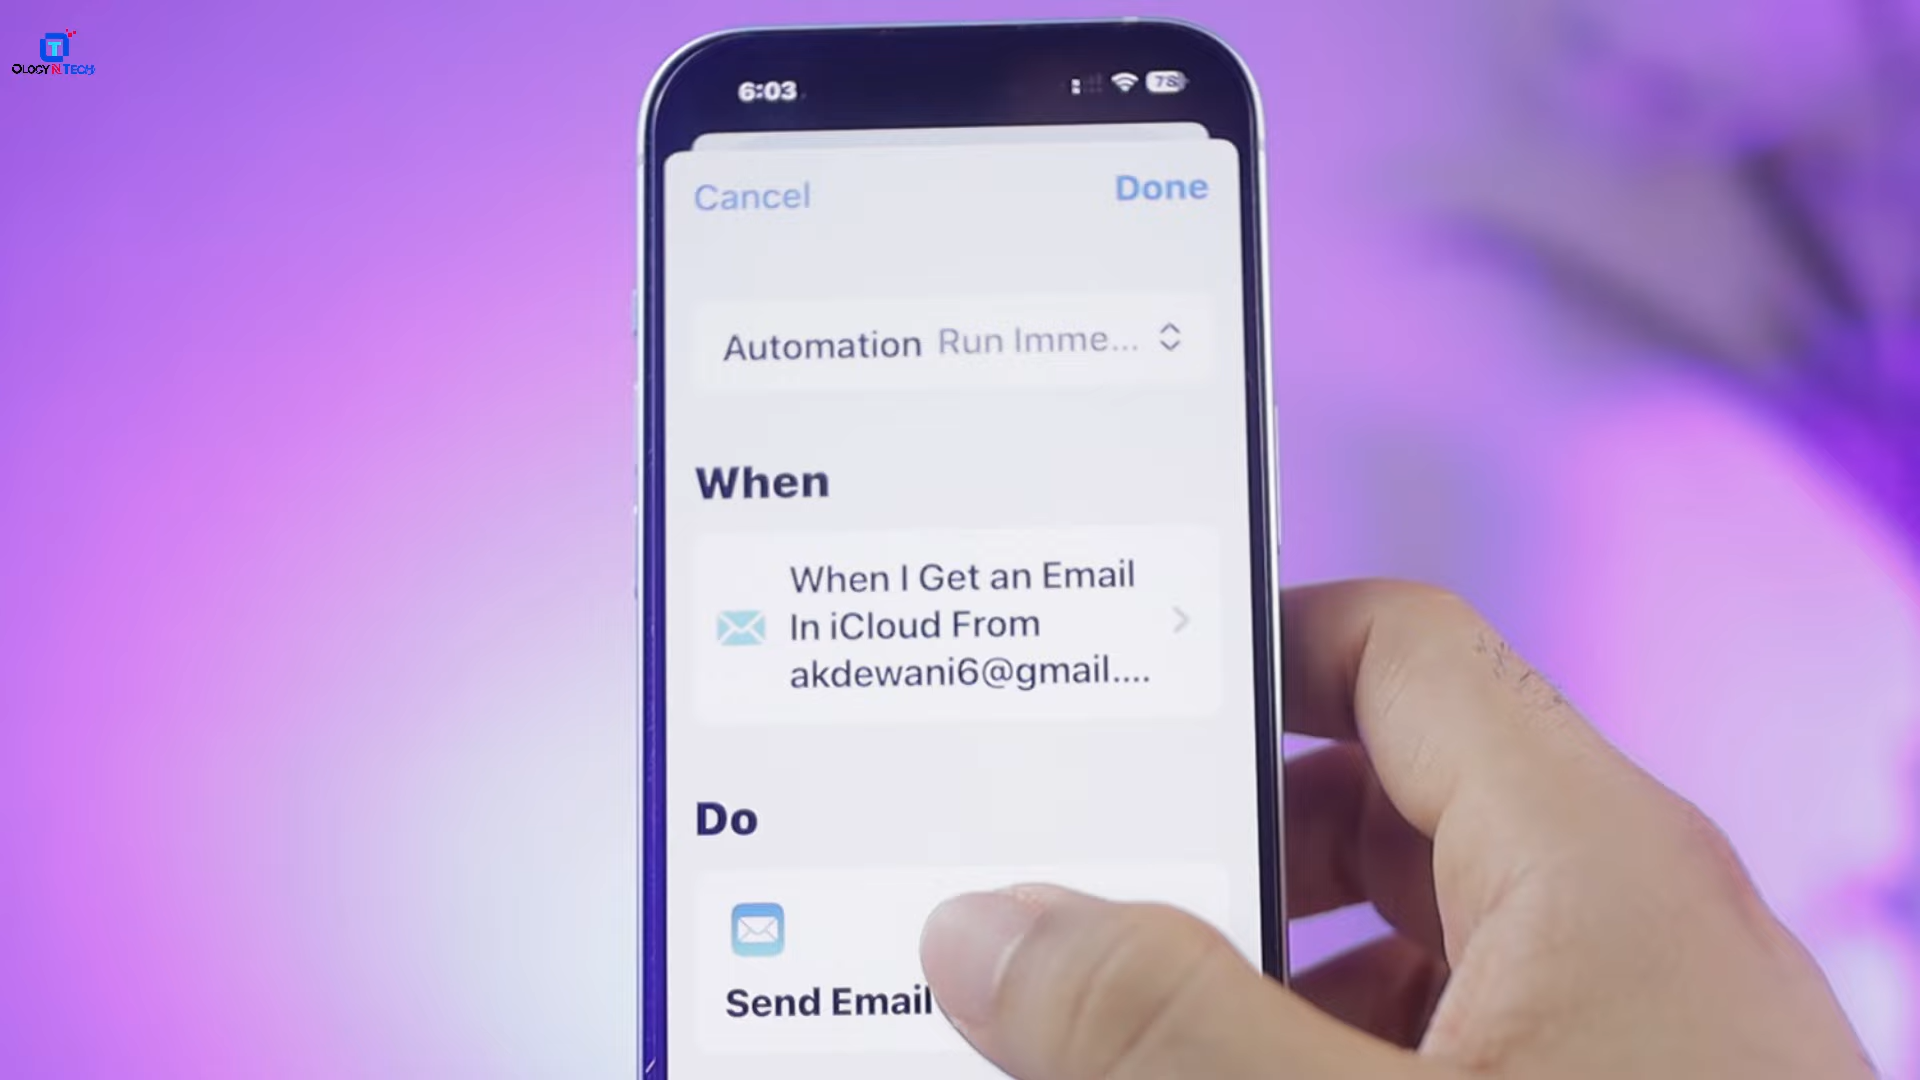 OLOGY N TECH
6:03
78
Cancel
Done
Automation Run Imme...
When
When I Get an Email
In iCloud From
akdewani6@gmail....
Do
Send Email